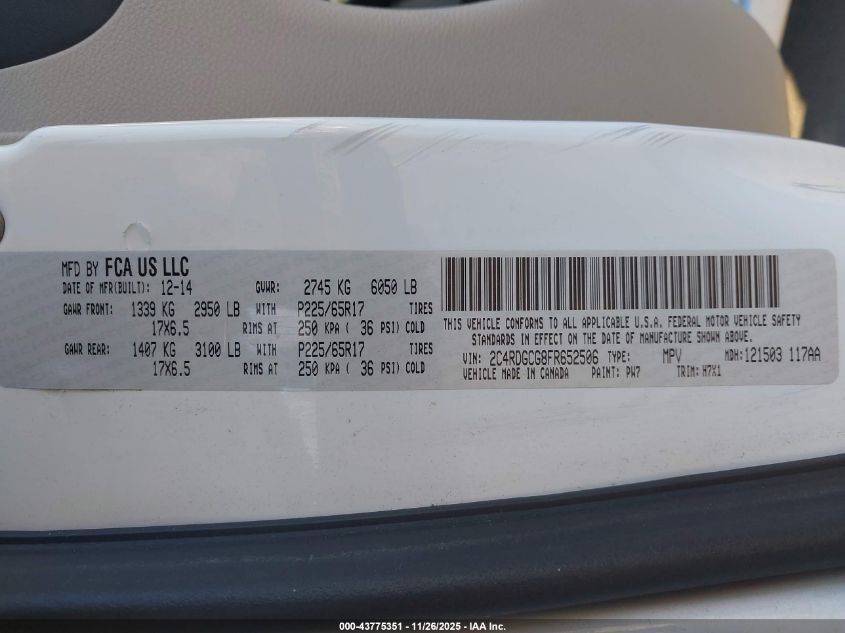 MFD BY FCA US LLC
DATE OF MFR(BUILT): 12-14 GVWR: 2745 KG 6050 LB
GAWR FRONT: 1339 KG 2950 LB WITH P225/65R17 TIRES
17X6.5 RIMS AT 250 KPA ( 36 PSI) COLD
GAWR REAR: 1407 KG 3100 LB WITH P225/65R17 TIRES
17X6.5 RIMS AT 250 KPA ( 36 PSI) COLD
THIS VEHICLE CONFORMS TO ALL APPLICABLE U.S.A. FEDERAL MOTOR VEHICLE SAFETY
STANDARDS IN EFFECT ON THE DATE OF MANUFACTURE SHOWN ABOVE.
VIN: 2C4RDGCG8FR652506 TYPE: MPV MDH: 121503 117AA
VEHICLE MADE IN CANADA PAINT: PW7 TRIM: H7X1
000-43775351 - 11/26/2025 - IAA Inc.